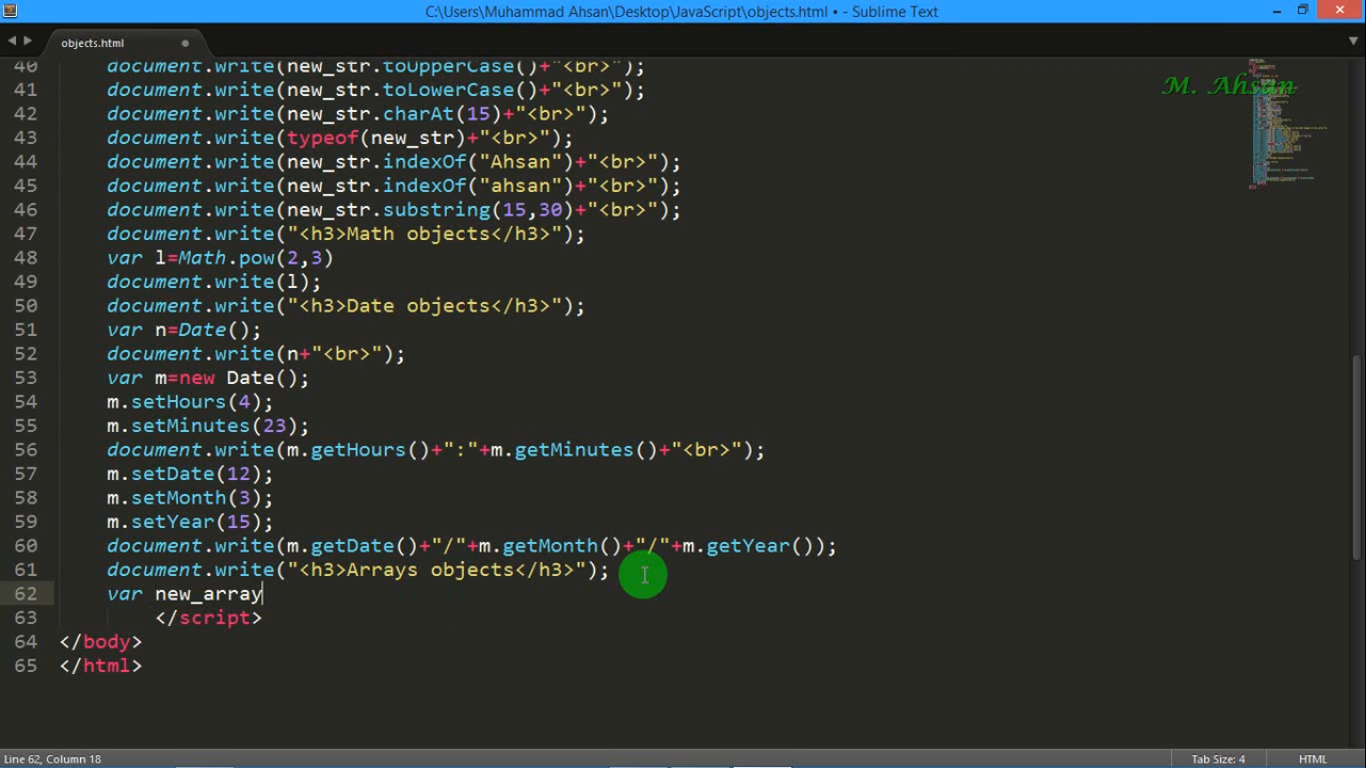 C:\Users\Muhammad Ahsan\Desktop\JavaScript\objects.html • - Sublime Text
objects.html
M. Ahsan
40 document.write(new_str.toUpperCase()+"<br>");
41 document.write(new_str.toLowerCase()+"<br>");
42 document.write(new_str.charAt(15)+"<br>");
43 document.write(typeof(new_str)+"<br>");
44 document.write(new_str.indexOf("Ahsan")+"<br>");
45 document.write(new_str.indexOf("ahsan")+"<br>");
46 document.write(new_str.substring(15,30)+"<br>");
47 document.write("<h3>Math objects</h3>");
48 var l=Math.pow(2,3)
49 document.write(l);
50 document.write("<h3>Date objects</h3>");
51 var n=Date();
52 document.write(n+"<br>");
53 var m=new Date();
54 m.setHours(4);
55 m.setMinutes(23);
56 document.write(m.getHours()+":"+m.getMinutes()+"<br>");
57 m.setDate(12);
58 m.setMonth(3);
59 m.setYear(15);
60 document.write(m.getDate()+"/"+m.getMonth()+"/"+m.getYear());
61 document.write("<h3>Arrays objects</h3>");
62 var new_array
63 </script>
64 </body>
65 </html>
Line 62, Column 18
Tab Size: 4
HTML